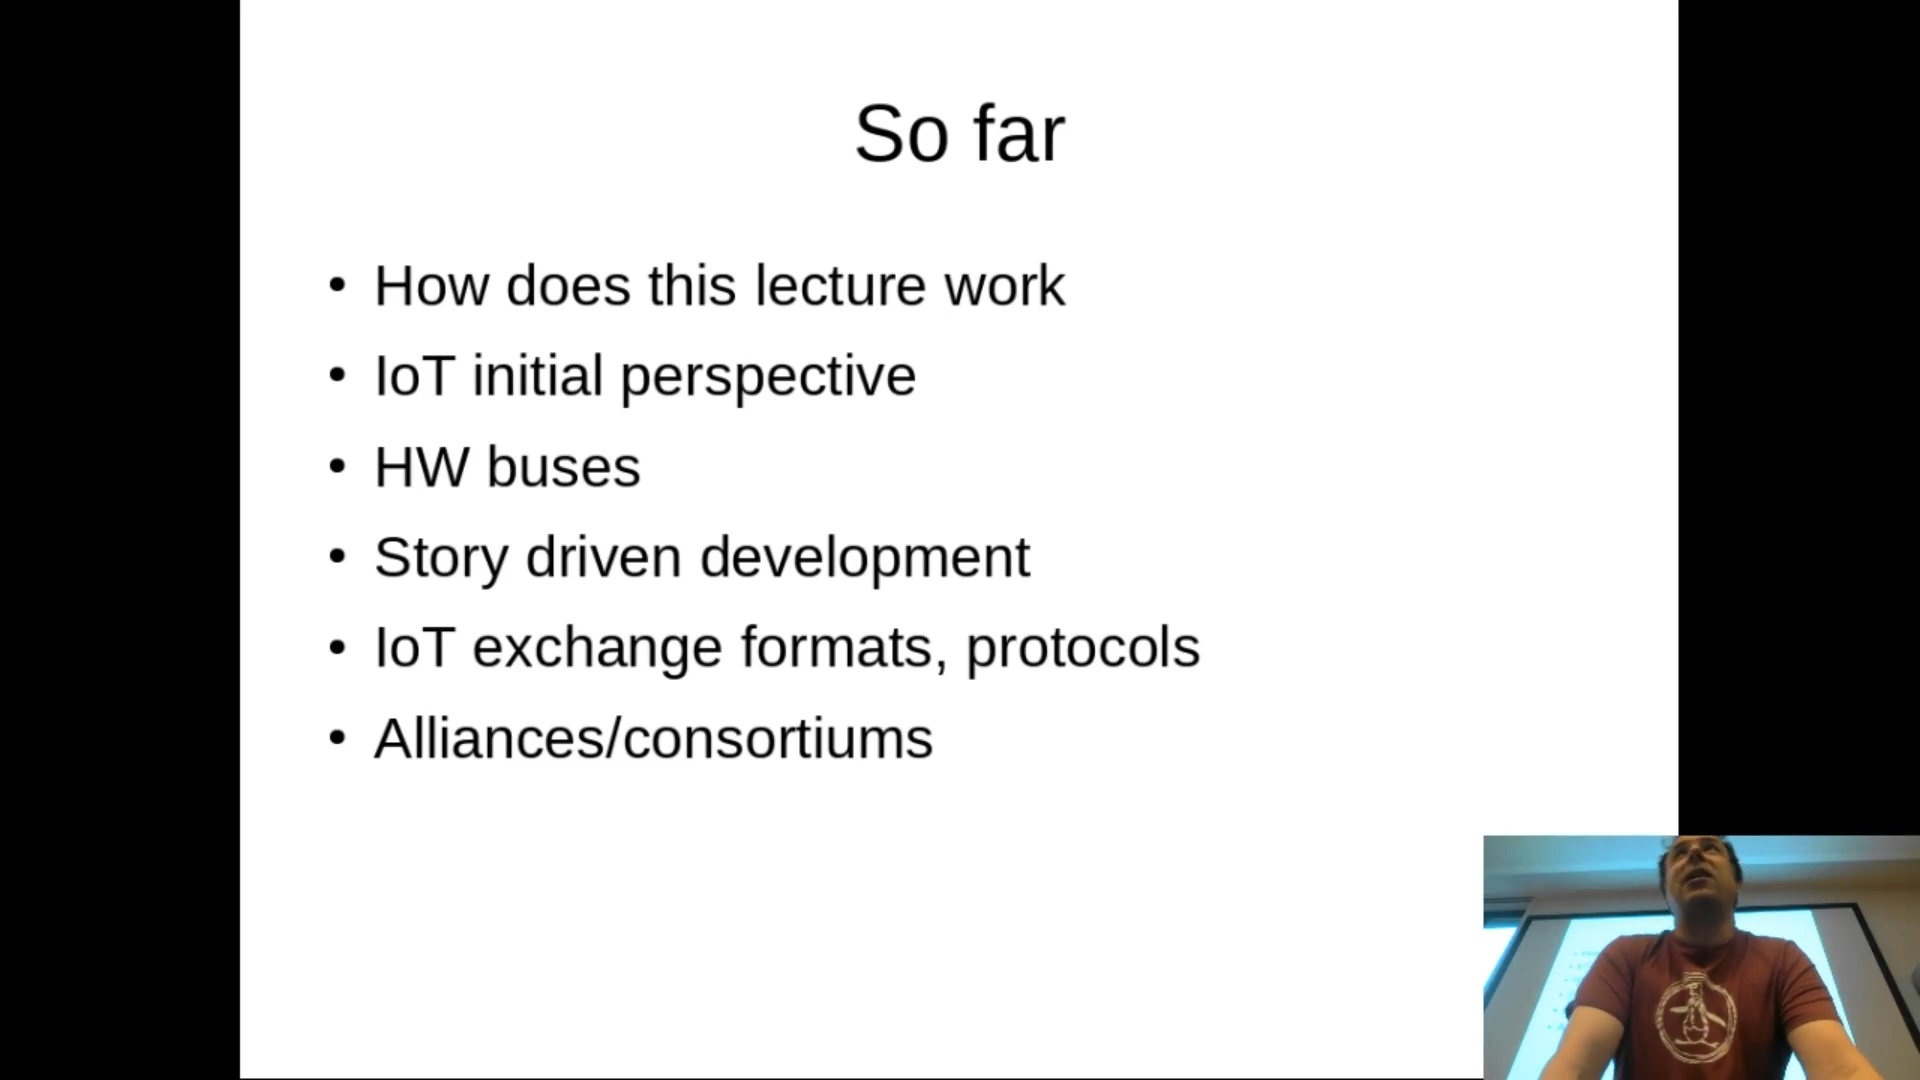 So far
• How does this lecture work
• IoT initial perspective
• HW buses
• Story driven development
• IoT exchange formats, protocols
• Alliances/consortiums